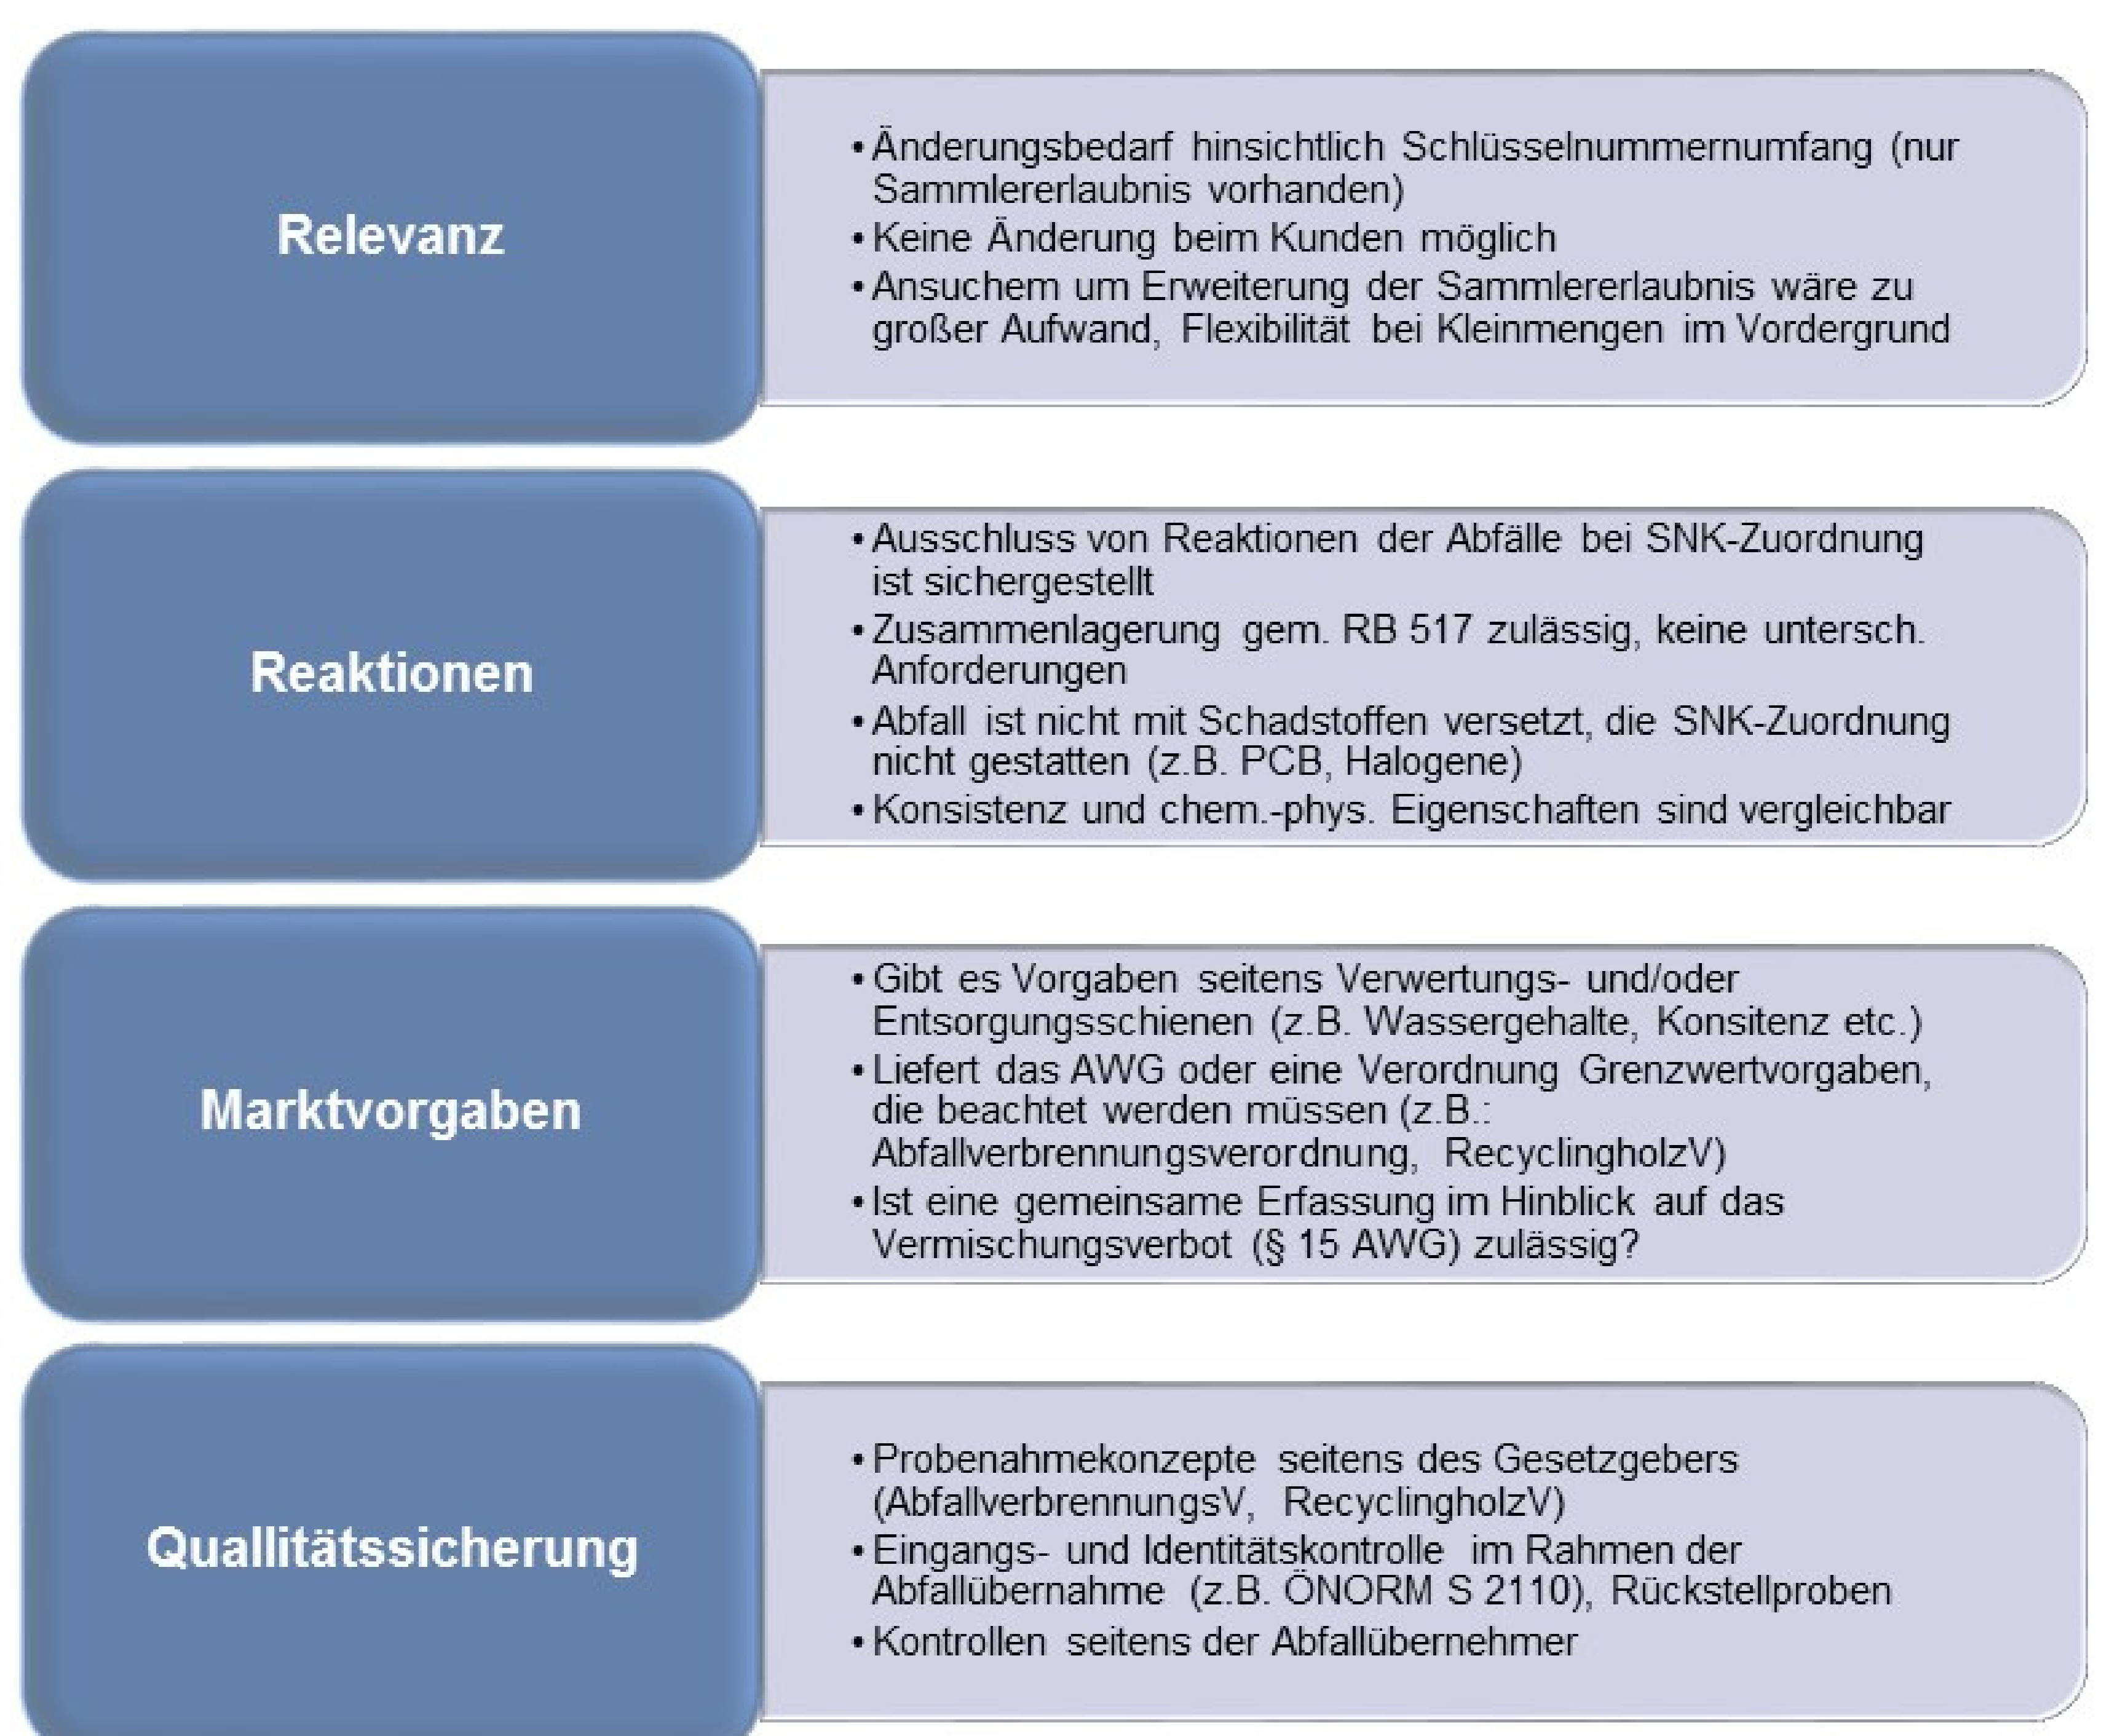 Relevanz
•Änderungsbedarf hinsichtlich Schlüsselnummernumfang (nur
Sammlererlaubnis vorhanden)
•Keine Änderung beim Kunden möglich
•Ansuchem um Erweiterung der Sammlererlaubnis wäre zu
großer Aufwand, Flexibilität bei Kleinmengen im Vordergrund
Reaktionen
•Ausschluss von Reaktionen der Abfälle bei SNK-Zuordnung
ist sichergestellt
•Zusammenlagerung gem. RB 517 zulässig, keine untersch.
Anforderungen
•Abfall ist nicht mit Schadstoffen versetzt, die SNK-Zuordnung
nicht gestatten (z.B. PCB, Halogene)
•Konsistenz und chem.-phys. Eigenschaften sind vergleichbar
Marktvorgaben
•Gibt es Vorgaben seitens Verwertungs- und/oder
Entsorgungsschienen (z.B. Wassergehalte, Konsitenz etc.)
•Liefert das AWG oder eine Verordnung Grenzwertvorgaben,
die beachtet werden müssen (z.B.:
Abfallverbrennungsverordnung, RecyclingholzV)
•Ist eine gemeinsame Erfassung im Hinblick auf das
Vermischungsverbot (§ 15 AWG) zulässig?
Quallitätssicherung
•Probenahmekonzepte seitens des Gesetzgebers
(AbfallverbrennungsV, RecyclingholzV)
•Eingangs- und Identitätskontrolle im Rahmen der
Abfallübernahme (z.B. ÖNORM S 2110), Rückstellproben
•Kontrollen seitens der Abfallübernehmer